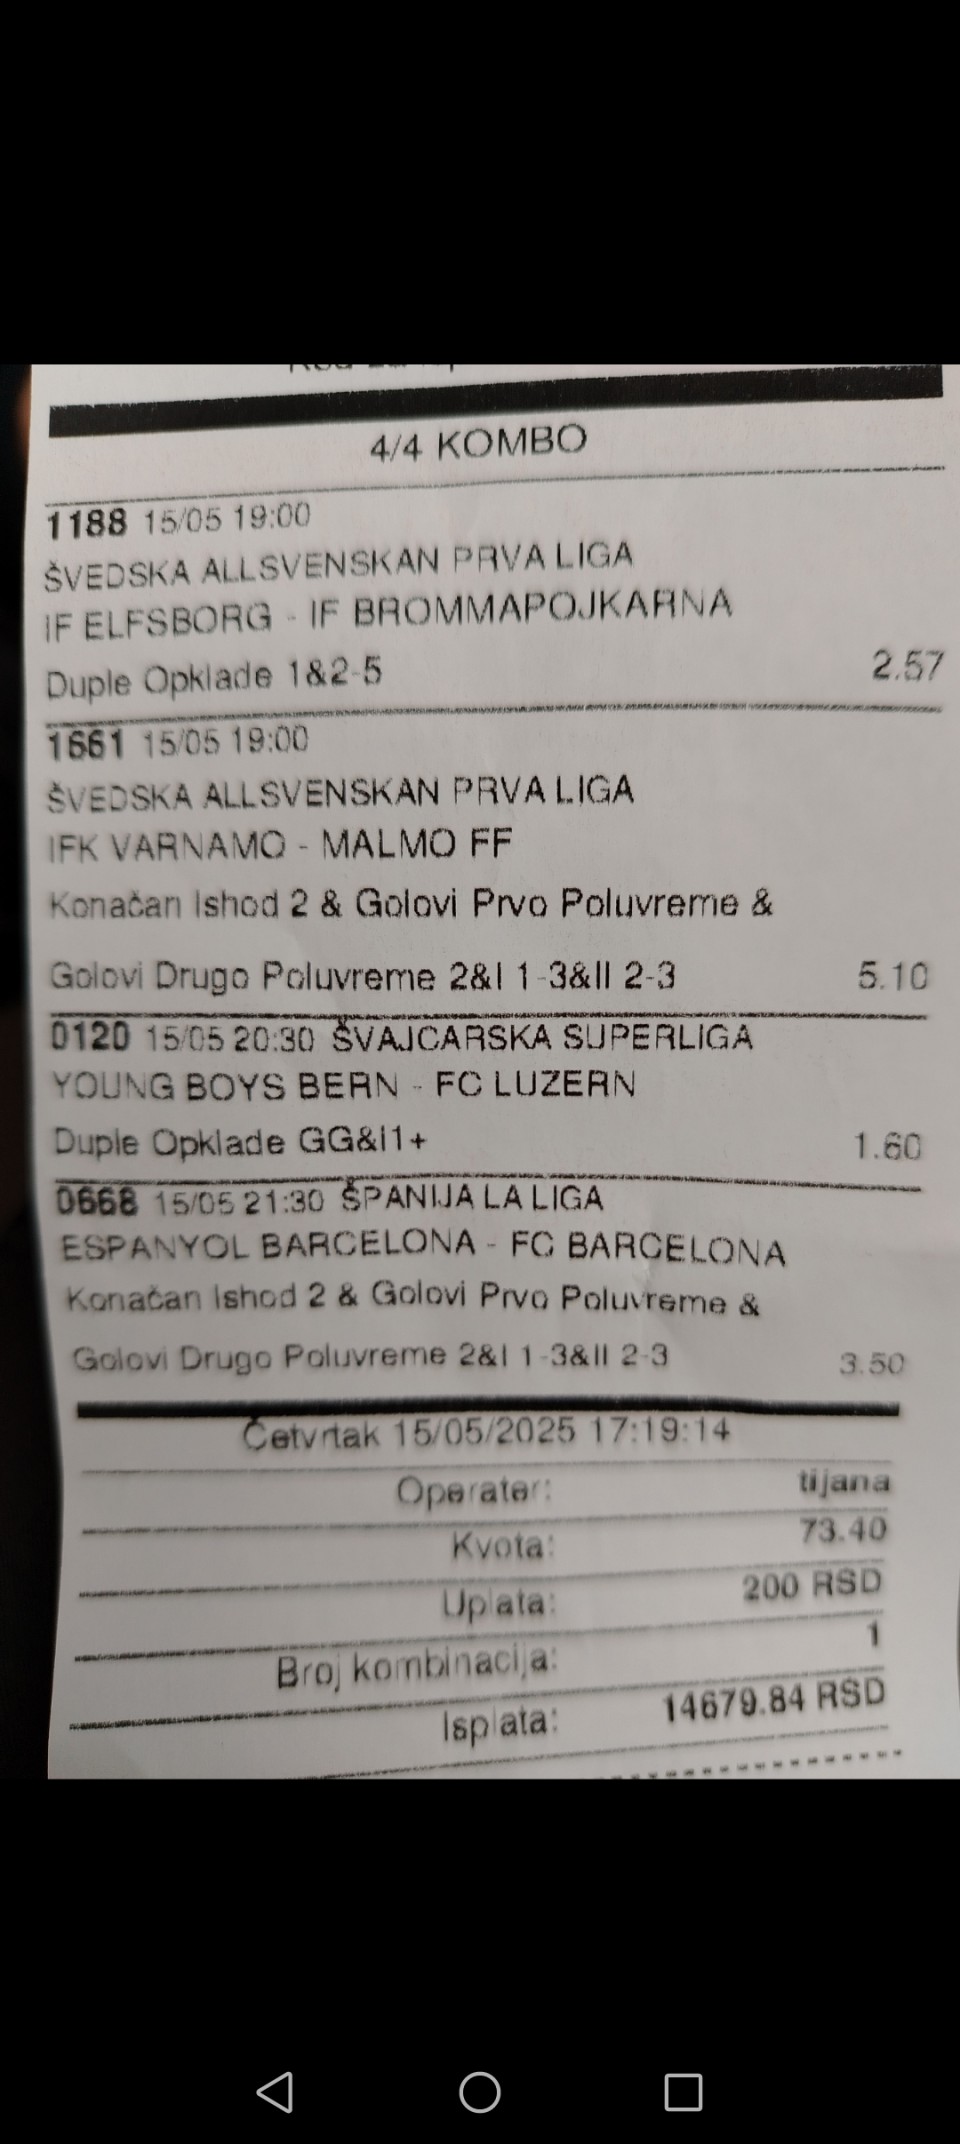 4/4 KOMBO
1188 15/05 19:00
ŠVEDSKA ALLSVENSKAN PRVA LIGA
IF ELFSBORG - IF BROMMAPOJKARNA
Duple Opklade 1&2-5 2.57
1661 15/05 19:00
ŠVEDSKA ALLSVENSKAN PRVA LIGA
IFK VARNAMO - MALMO FF
Konačan Ishod 2 & Golovi Prvo Poluvreme &
Golovi Drugo Poluvreme 2&I 1-3&II 2-3 5.10
0120 15/05 20:30 ŠVAJCARSKA SUPERLIGA
YOUNG BOYS BERN - FC LUZERN
Duple Opklade GG&I1+ 1.60
0668 15/05 21:30 ŠPANIJA LA LIGA
ESPANYOL BARCELONA - FC BARCELONA
Konačan Ishod 2 & Golovi Prvo Poluvreme &
Golovi Drugo Poluvreme 2&I 1-3&II 2-3 3.50
Četvrtak 15/05/2025 17:19:14
Operater: tijana
Kvota: 73.40
Uplata: 200 RSD
Broj kombinacija: 1
Isplata: 14679.84 RSD